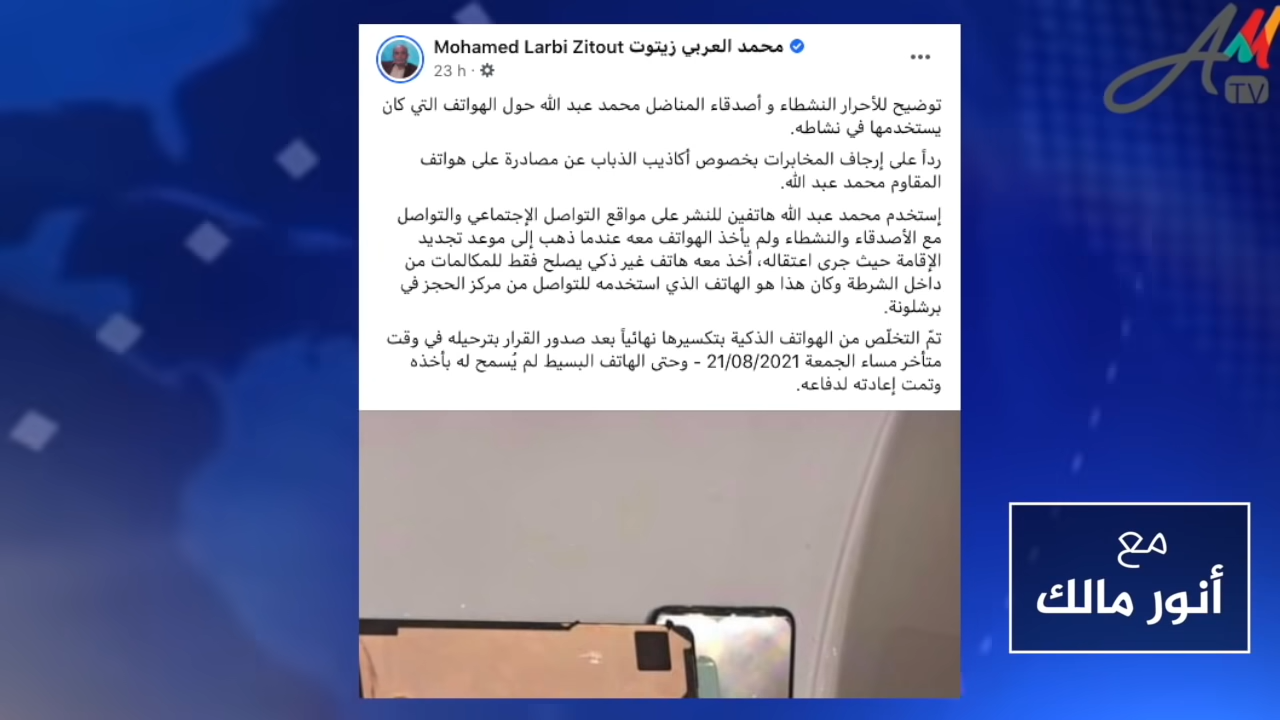 Mohamed Larbi Zitout محمد العربي زيتوت
23 h ·
توضيح للأحرار النشطاء و أصدقاء المناضل محمد عبد الله حول الهواتف التي كان
يستخدمها في نشاطه.
رداً على إرجاف المخابرات بخصوص أكاذيب الذباب عن مصادرة على هواتف
المقاوم محمد عبد الله.
إستخدم محمد عبد الله هاتفين للنشر على مواقع التواصل الإجتماعي والتواصل
مع الأصدقاء والنشطاء ولم يأخذ الهواتف معه عندما ذهب إلى موعد تجديد
الإقامة حيث جرى اعتقاله، أخذ معه هاتف غير ذكي يصلح فقط للمكالمات من
داخل الشرطة وكان هذا هو الهاتف الذي استخدمه للتواصل من مركز الحجز في
برشلونة.
تمّ التخلّص من الهواتف الذكية بتكسيرها نهائياً بعد صدور القرار بترحيله في وقت
متأخر مساء الجمعة 21/08/2021 - وحتى الهاتف البسيط لم يُسمح له بأخذه
وتمت إعادته لدفاعه.
AM
TV
مع
أنور مالك